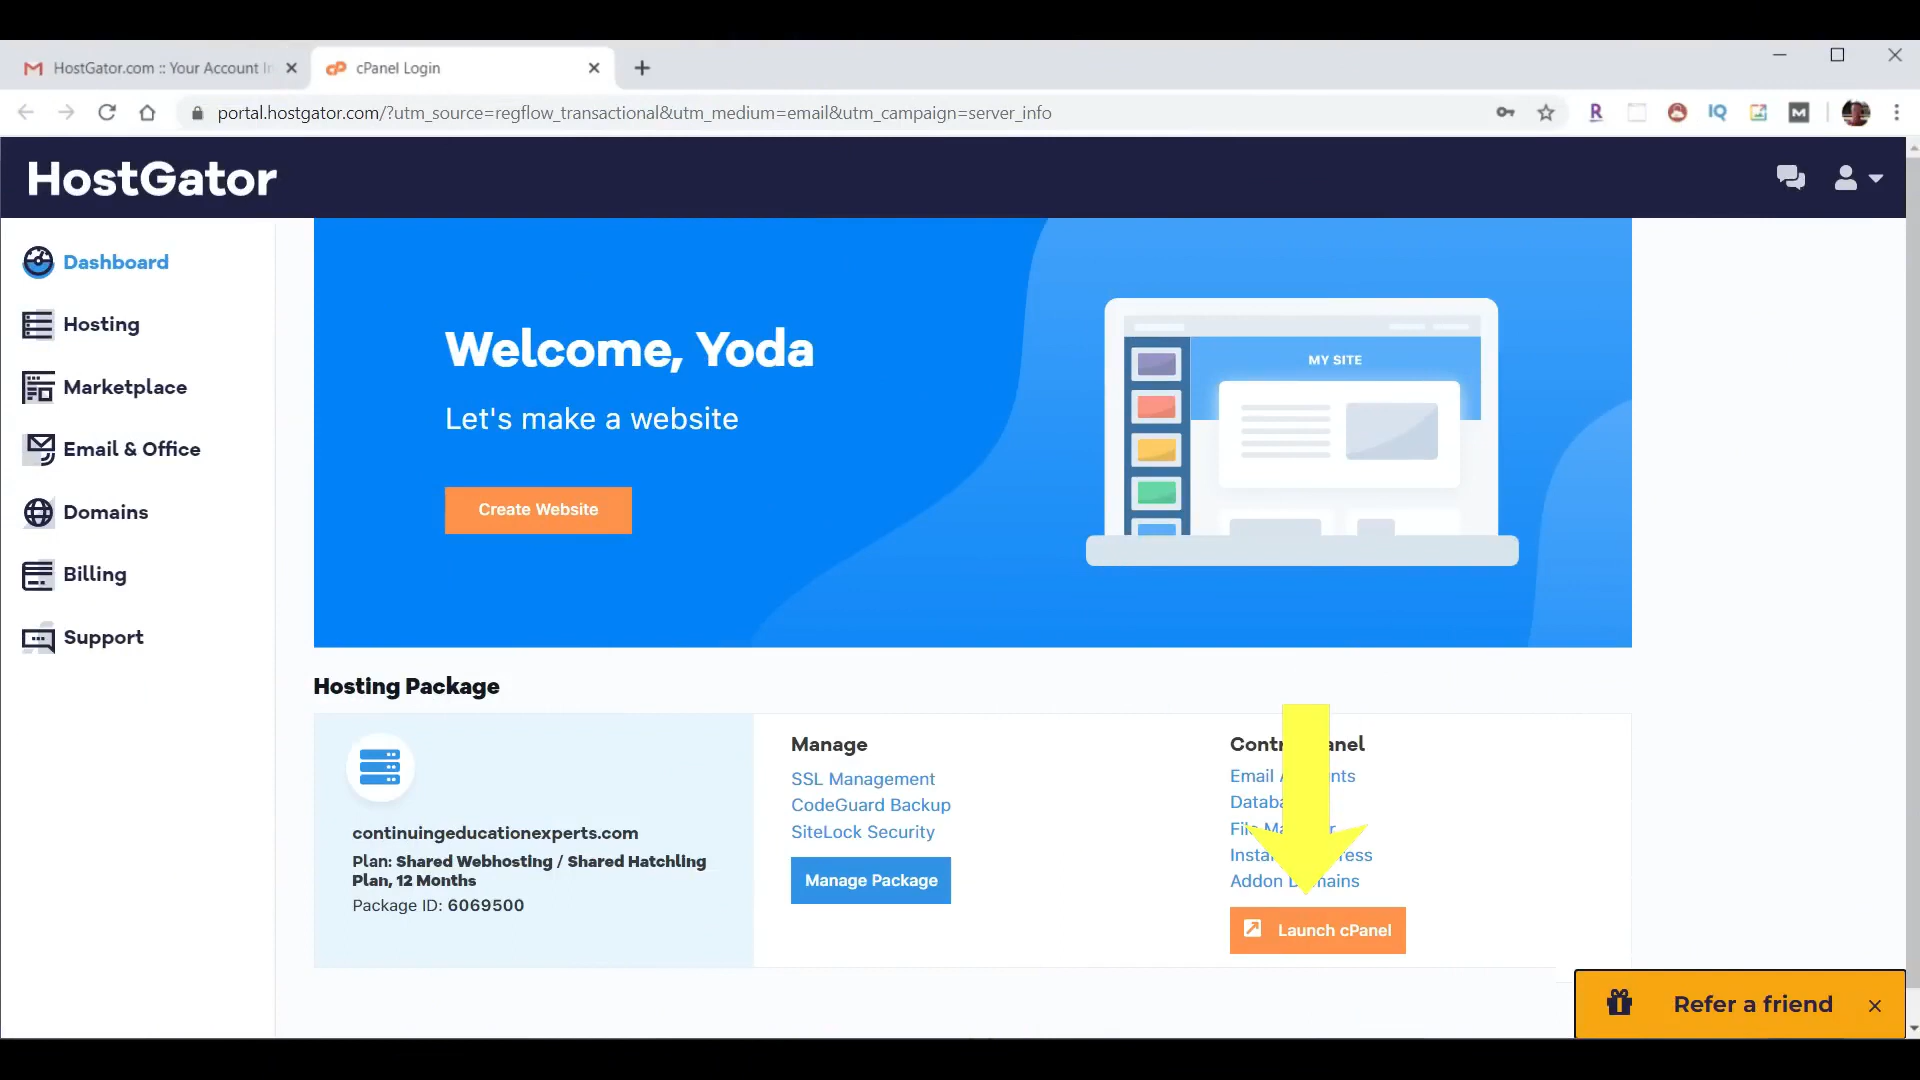 HostGator.com :: Your Account In
cPanel Login
portal.hostgator.com/?utm_source=regflow_transactional&utm_medium=email&utm_campaign=server_info
R
IQ
M
HostGator
Dashboard
Hosting
Marketplace
Email & Office
Domains
Billing
Support
Welcome, Yoda
Let's make a website
Create Website
MY SITE
Hosting Package
continuingeducationexperts.com
Plan: Shared Webhosting / Shared Hatchling
Plan, 12 Months
Package ID: 6069500
Manage
SSL Management
CodeGuard Backup
SiteLock Security
Manage Package
Email
Addon
Launch cPanel
Refer a friend